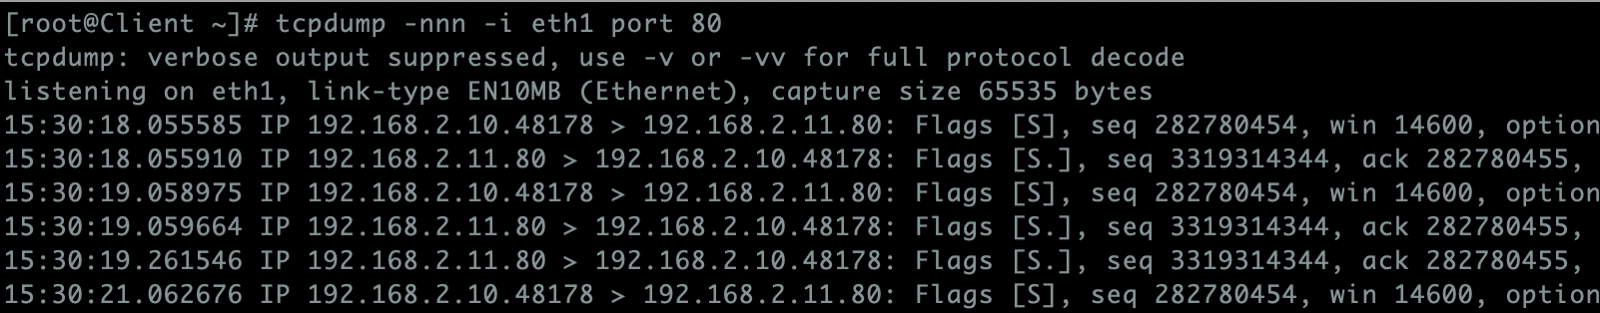 [root@Client ~]# tcpdump -nnn -i eth1 port 80
tcpdump: verbose output suppressed, use -v or -vv for full protocol decode
listening on eth1, link-type EN10MB (Ethernet), capture size 65535 bytes
15:30:18.055585 IP 192.168.2.10.48178 > 192.168.2.11.80: Flags [S], seq 282780454, win 14600, option
15:30:18.055910 IP 192.168.2.11.80 > 192.168.2.10.48178: Flags [S.], seq 3319314344, ack 282780455,
15:30:19.058975 IP 192.168.2.10.48178 > 192.168.2.11.80: Flags [S], seq 282780454, win 14600, option
15:30:19.059664 IP 192.168.2.11.80 > 192.168.2.10.48178: Flags [S.], seq 3319314344, ack 282780455,
15:30:19.261546 IP 192.168.2.11.80 > 192.168.2.10.48178: Flags [S.], seq 3319314344, ack 282780455,
15:30:21.062676 IP 192.168.2.10.48178 > 192.168.2.11.80: Flags [S], seq 282780454, win 14600, option